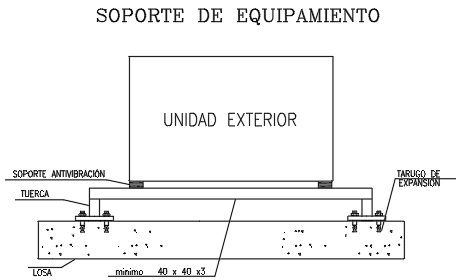 SOPORTE DE EQUIPAMIENTO
UNIDAD EXTERIOR
SOPORTE ANTIVIBRACIÓN
TARUGO DE
EXPANSIÓN
TUERCA
LOSA
mínimo 40 x 40 x3